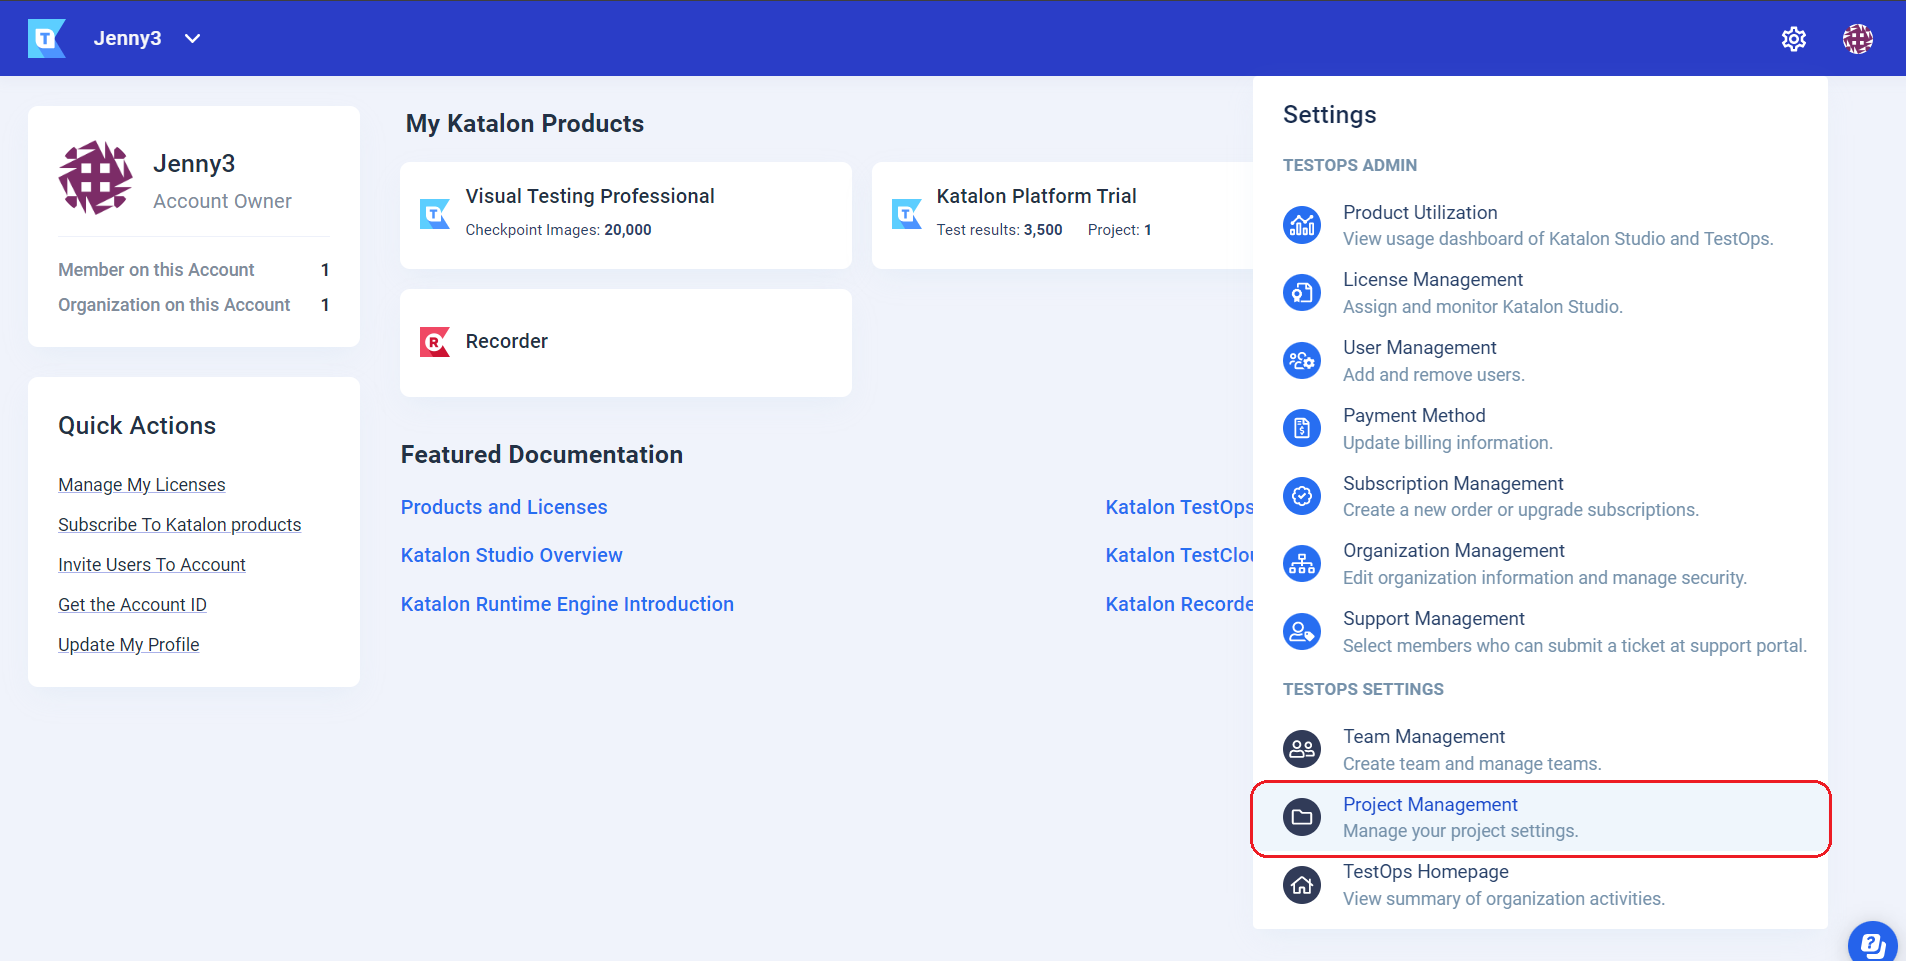 Jenny3
Jenny3
Account Owner
Member on this Account 1
Organization on this Account 1
Quick Actions
Manage My Licenses
Subscribe To Katalon products
Invite Users To Account
Get the Account ID
Update My Profile
My Katalon Products
T
Visual Testing Professional
Checkpoint Images: 20,000
T
Katalon Platform Trial
Test results: 3,500 Project: 1
R
Recorder
Featured Documentation
Products and Licenses
Katalon Studio Overview
Katalon Runtime Engine Introduction
Katalon TestOps
Katalon TestClou
Katalon Recorde
Settings
TESTOPS ADMIN
Product Utilization
View usage dashboard of Katalon Studio and TestOps.
License Management
Assign and monitor Katalon Studio.
User Management
Add and remove users.
Payment Method
Update billing information.
Subscription Management
Create a new order or upgrade subscriptions.
Organization Management
Edit organization information and manage security.
Support Management
Select members who can submit a ticket at support portal.
TESTOPS SETTINGS
Team Management
Create team and manage teams.
Project Management
Manage your project settings.
TestOps Homepage
View summary of organization activities.